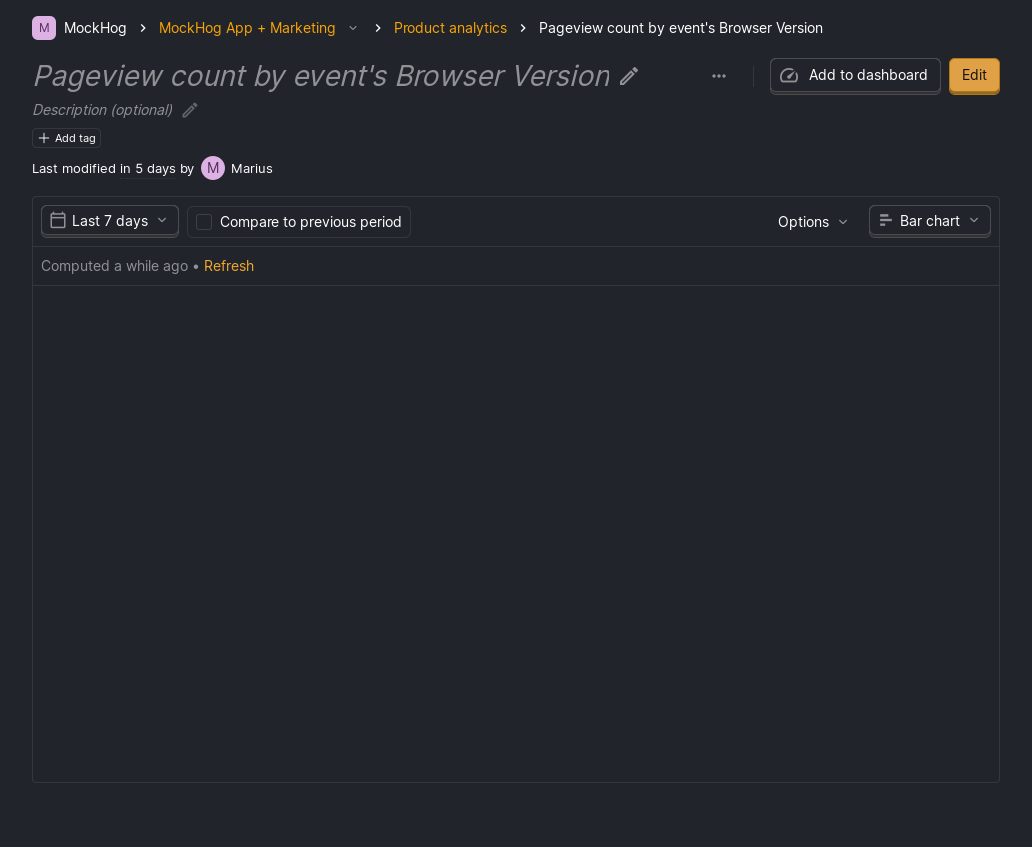 M MockHog MockHog App + Marketing Product analytics Pageview count by event's Browser Version
Pageview count by event's Browser Version
Add to dashboard
Edit
Description (optional)
Add tag
Last modified in 5 days by M Marius
Last 7 days Compare to previous period Options Bar chart
Computed a while ago • Refresh